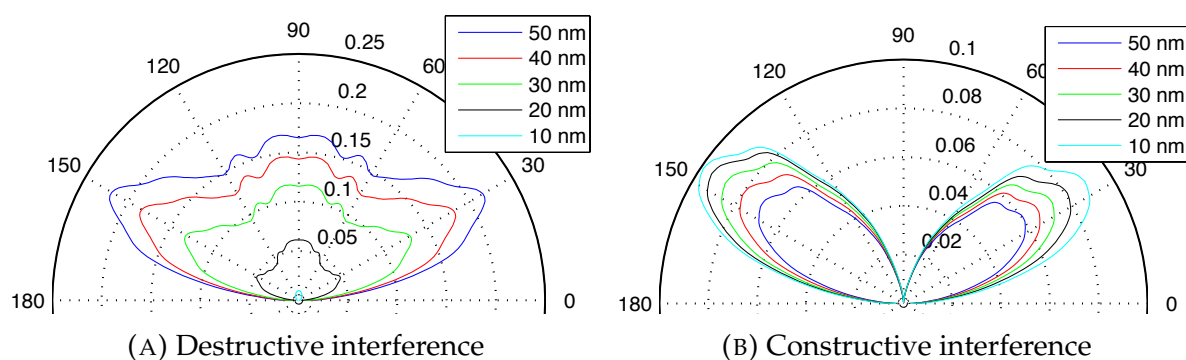 90
0.25
120
60
0.2
0.15
150
30
0.1
0.05
180
0
50 nm
40 nm
30 nm
20 nm
10 nm
(A) Destructive interference
90
0.1
120
60
0.08
0.06
150
30
0.04
0.02
180
0
50 nm
40 nm
30 nm
20 nm
10 nm
(B) Constructive interference